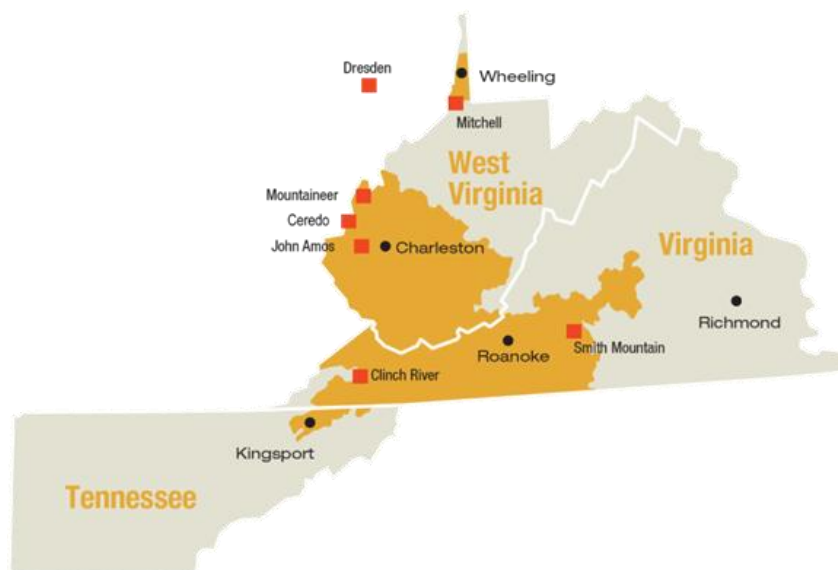 Dresden
Wheeling
Mitchell
West
Virginia
Mountaineer
Ceredo
John Amos
Charleston
Virginia
Richmond
Roanoke
Smith Mountain
Clinch River
Kingsport
Tennessee